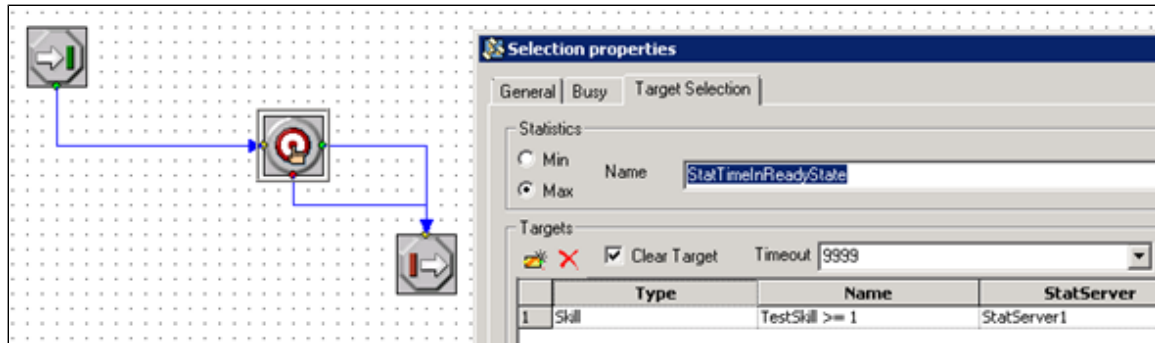 Selection properties
General Busy Target Selection
Statistics
Min
Name StatTimeInReadyState
Max
Targets
Clear Target Timeout 9999
Type Name StatServer
1 Skill TestSkill >= 1 StatServer1